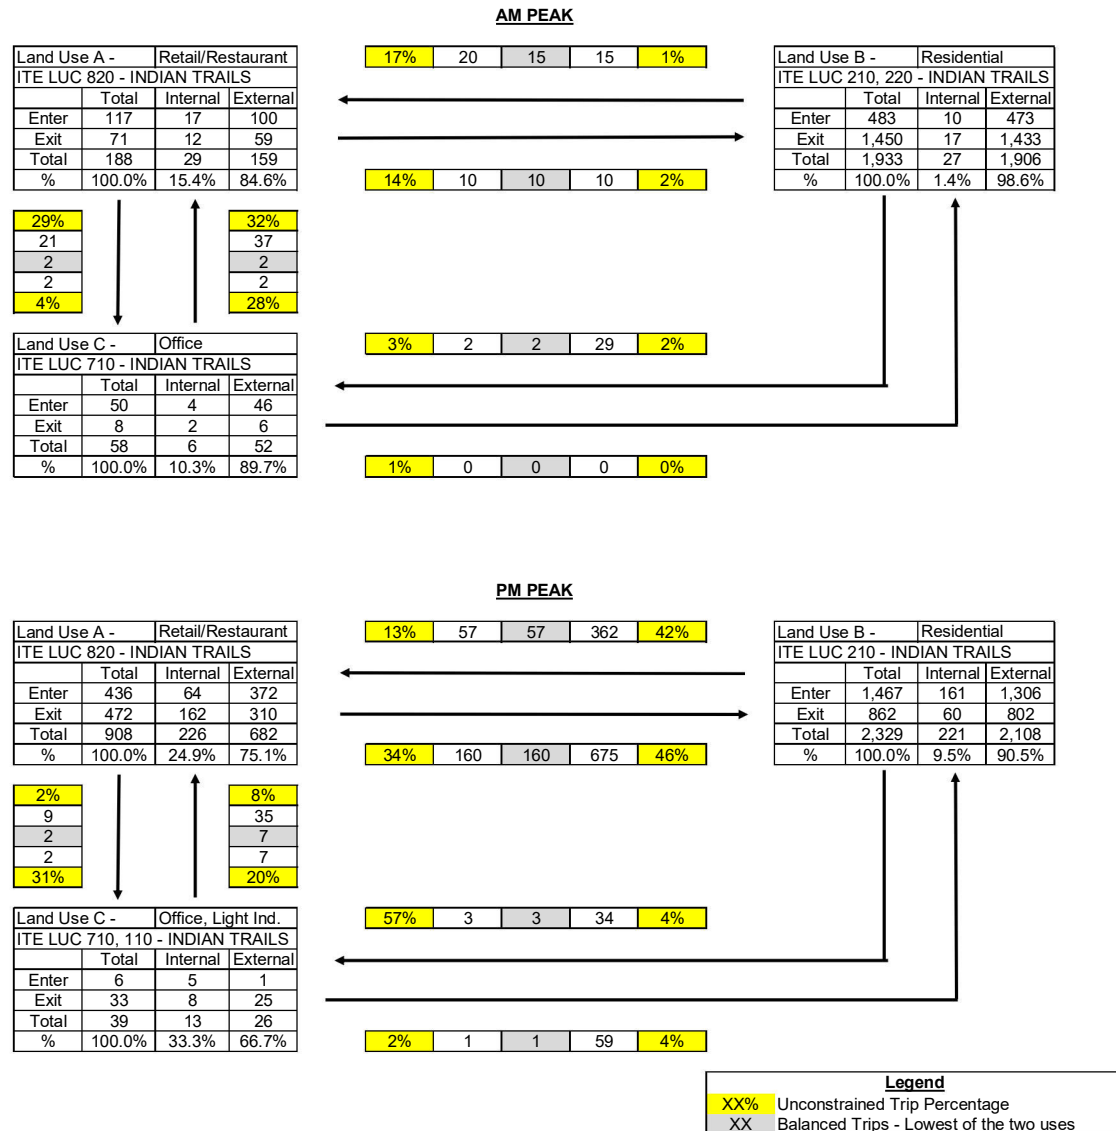 AM PEAK
Land Use A - Retail/Restaurant
ITE LUC 820 - INDIAN TRAILS
Total Internal External
Enter 117 17 100
Exit 71 12 59
Total 188 29 159
% 100.0% 15.4% 84.6%
17% 20 15 15 1%
14% 10 10 10 2%
Land Use B - Residential
ITE LUC 210, 220 - INDIAN TRAILS
Total Internal External
Enter 483 10 473
Exit 1,450 17 1,433
Total 1,933 27 1,906
% 100.0% 1.4% 98.6%
29%
21
2
2
4%
32%
37
2
2
28%
Land Use C - Office
ITE LUC 710 - INDIAN TRAILS
Total Internal External
Enter 50 4 46
Exit 8 2 6
Total 58 6 52
% 100.0% 10.3% 89.7%
3% 2 2 29 2%
1% 0 0 0 0%
PM PEAK
Land Use A - Retail/Restaurant
ITE LUC 820 - INDIAN TRAILS
Total Internal External
Enter 436 64 372
Exit 472 162 310
Total 908 226 682
% 100.0% 24.9% 75.1%
13% 57 57 362 42%
34% 160 160 675 46%
Land Use B - Residential
ITE LUC 210 - INDIAN TRAILS
Total Internal External
Enter 1,467 161 1,306
Exit 862 60 802
Total 2,329 221 2,108
% 100.0% 9.5% 90.5%
2%
9
2
2
31%
8%
35
7
7
20%
Land Use C - Office, Light Ind.
ITE LUC 710, 110 - INDIAN TRAILS
Total Internal External
Enter 6 5 1
Exit 33 8 25
Total 39 13 26
% 100.0% 33.3% 66.7%
57% 3 3 34 4%
2% 1 1 59 4%
Legend
XX% Unconstrained Trip Percentage
XX Balanced Trips - Lowest of the two uses